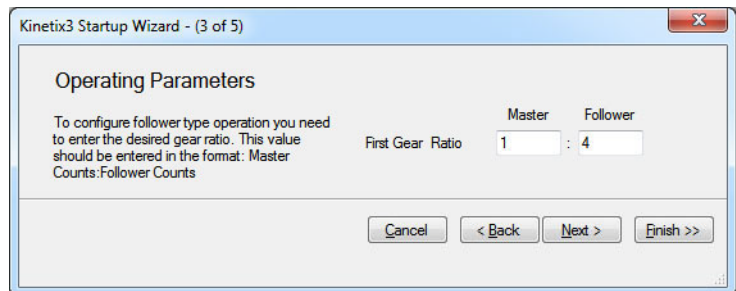 Kinetix3 Startup Wizard - (3 of 5)
Operating Parameters
To configure follower type operation you need
to enter the desired gear ratio. This value
should be entered in the format: Master
Counts:Follower Counts
Master Follower
First Gear Ratio 1 : 4
Cancel < Back Next > Finish >>